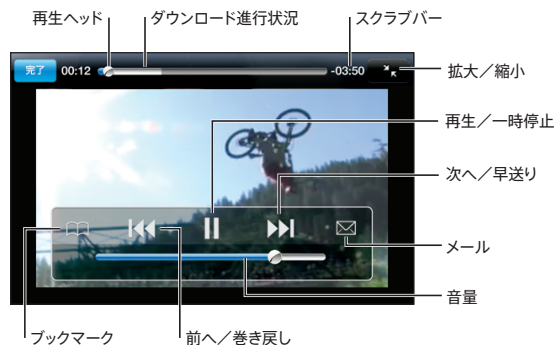 再生ヘッド
ダウンロード進行状況
スクラブバー
完了
00:12
-03:50
拡大／縮小
再生／一時停止
次へ／早送り
メール
音量
ブックマーク
前へ／巻き戻し